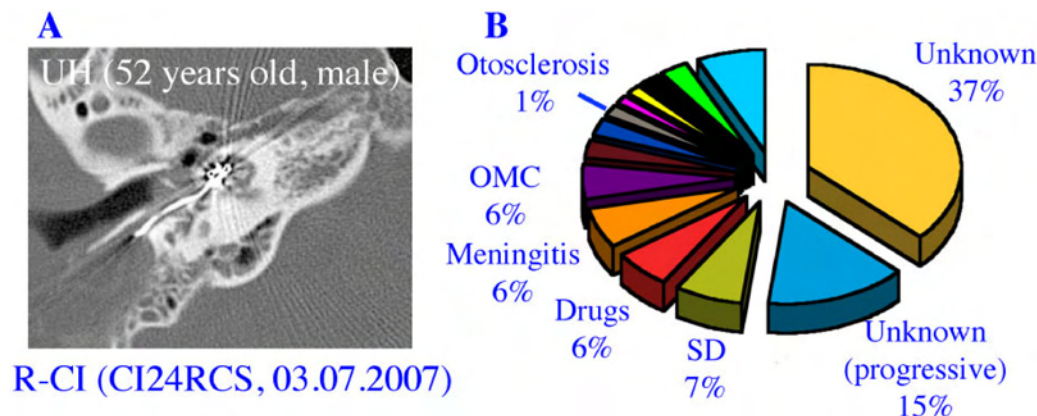 A
UH (52 years old, male)
R-CI (CI24RCS, 03.07.2007)
B
Unknown
37%
Otosclerosis
1%
OMC
6%
Meningitis
6%
Drugs
6%
SD
7%
Unknown
(progressive)
15%